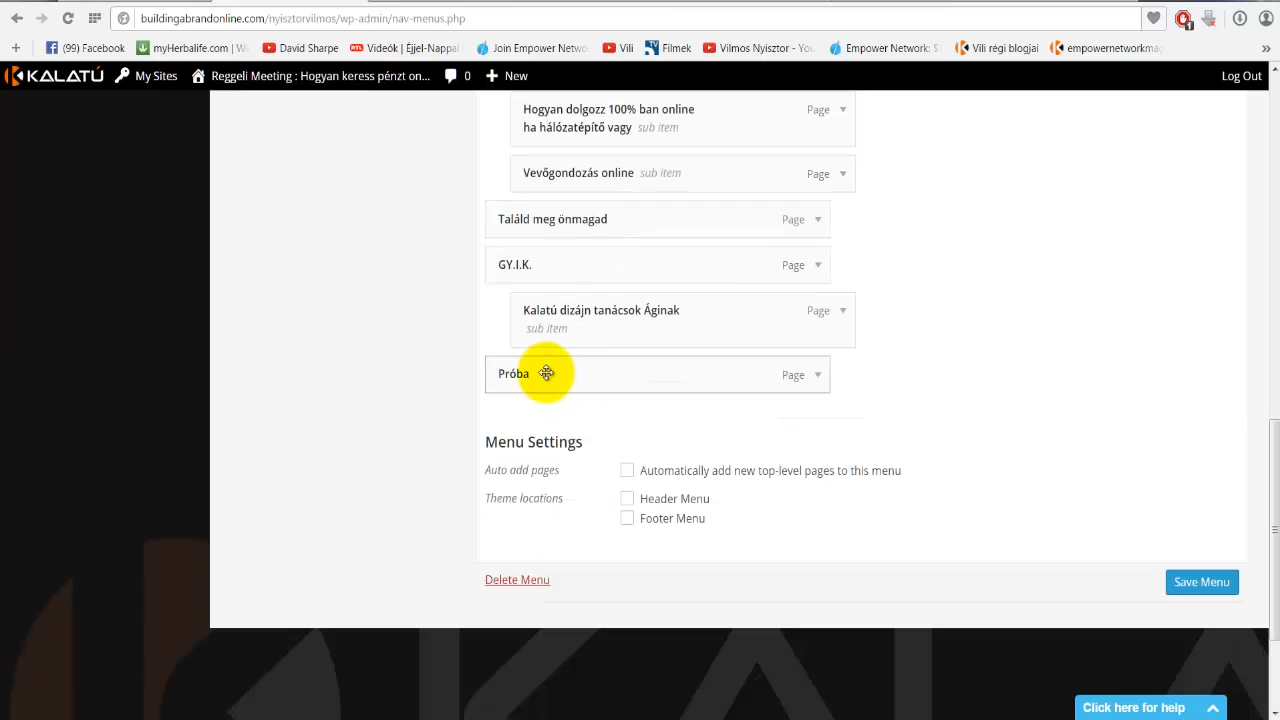 buildingabrandonline.com/nyisztorvilmos/wp-admin/nav-menus.php
(99) Facebook
myHerbalife.com | We
David Sharpe
Videók | Éjjel-Nappal
Join Empower Netwo
Vili
Filmek
VilmosNyisztor - You
Empower Network: S
Vili régi blogjai
empowernetworkmag
KALATÚ My Sites Reggeli Meeting : Hogyan keress pénzt on... 0 New Log Out
Hogyan dolgozz 100% ban online
ha hálózatépítő vagy sub item Page
Vevőgondozás online sub item Page
Találd meg önmagad Page
GY.I.K. Page
Kalatú dizájn tanácsok Áginak Page
sub item
Próba Page
Menu Settings
Auto add pages Automatically add new top-level pages to this menu
Theme locations Header Menu
Footer Menu
Delete Menu Save Menu
Click here for help